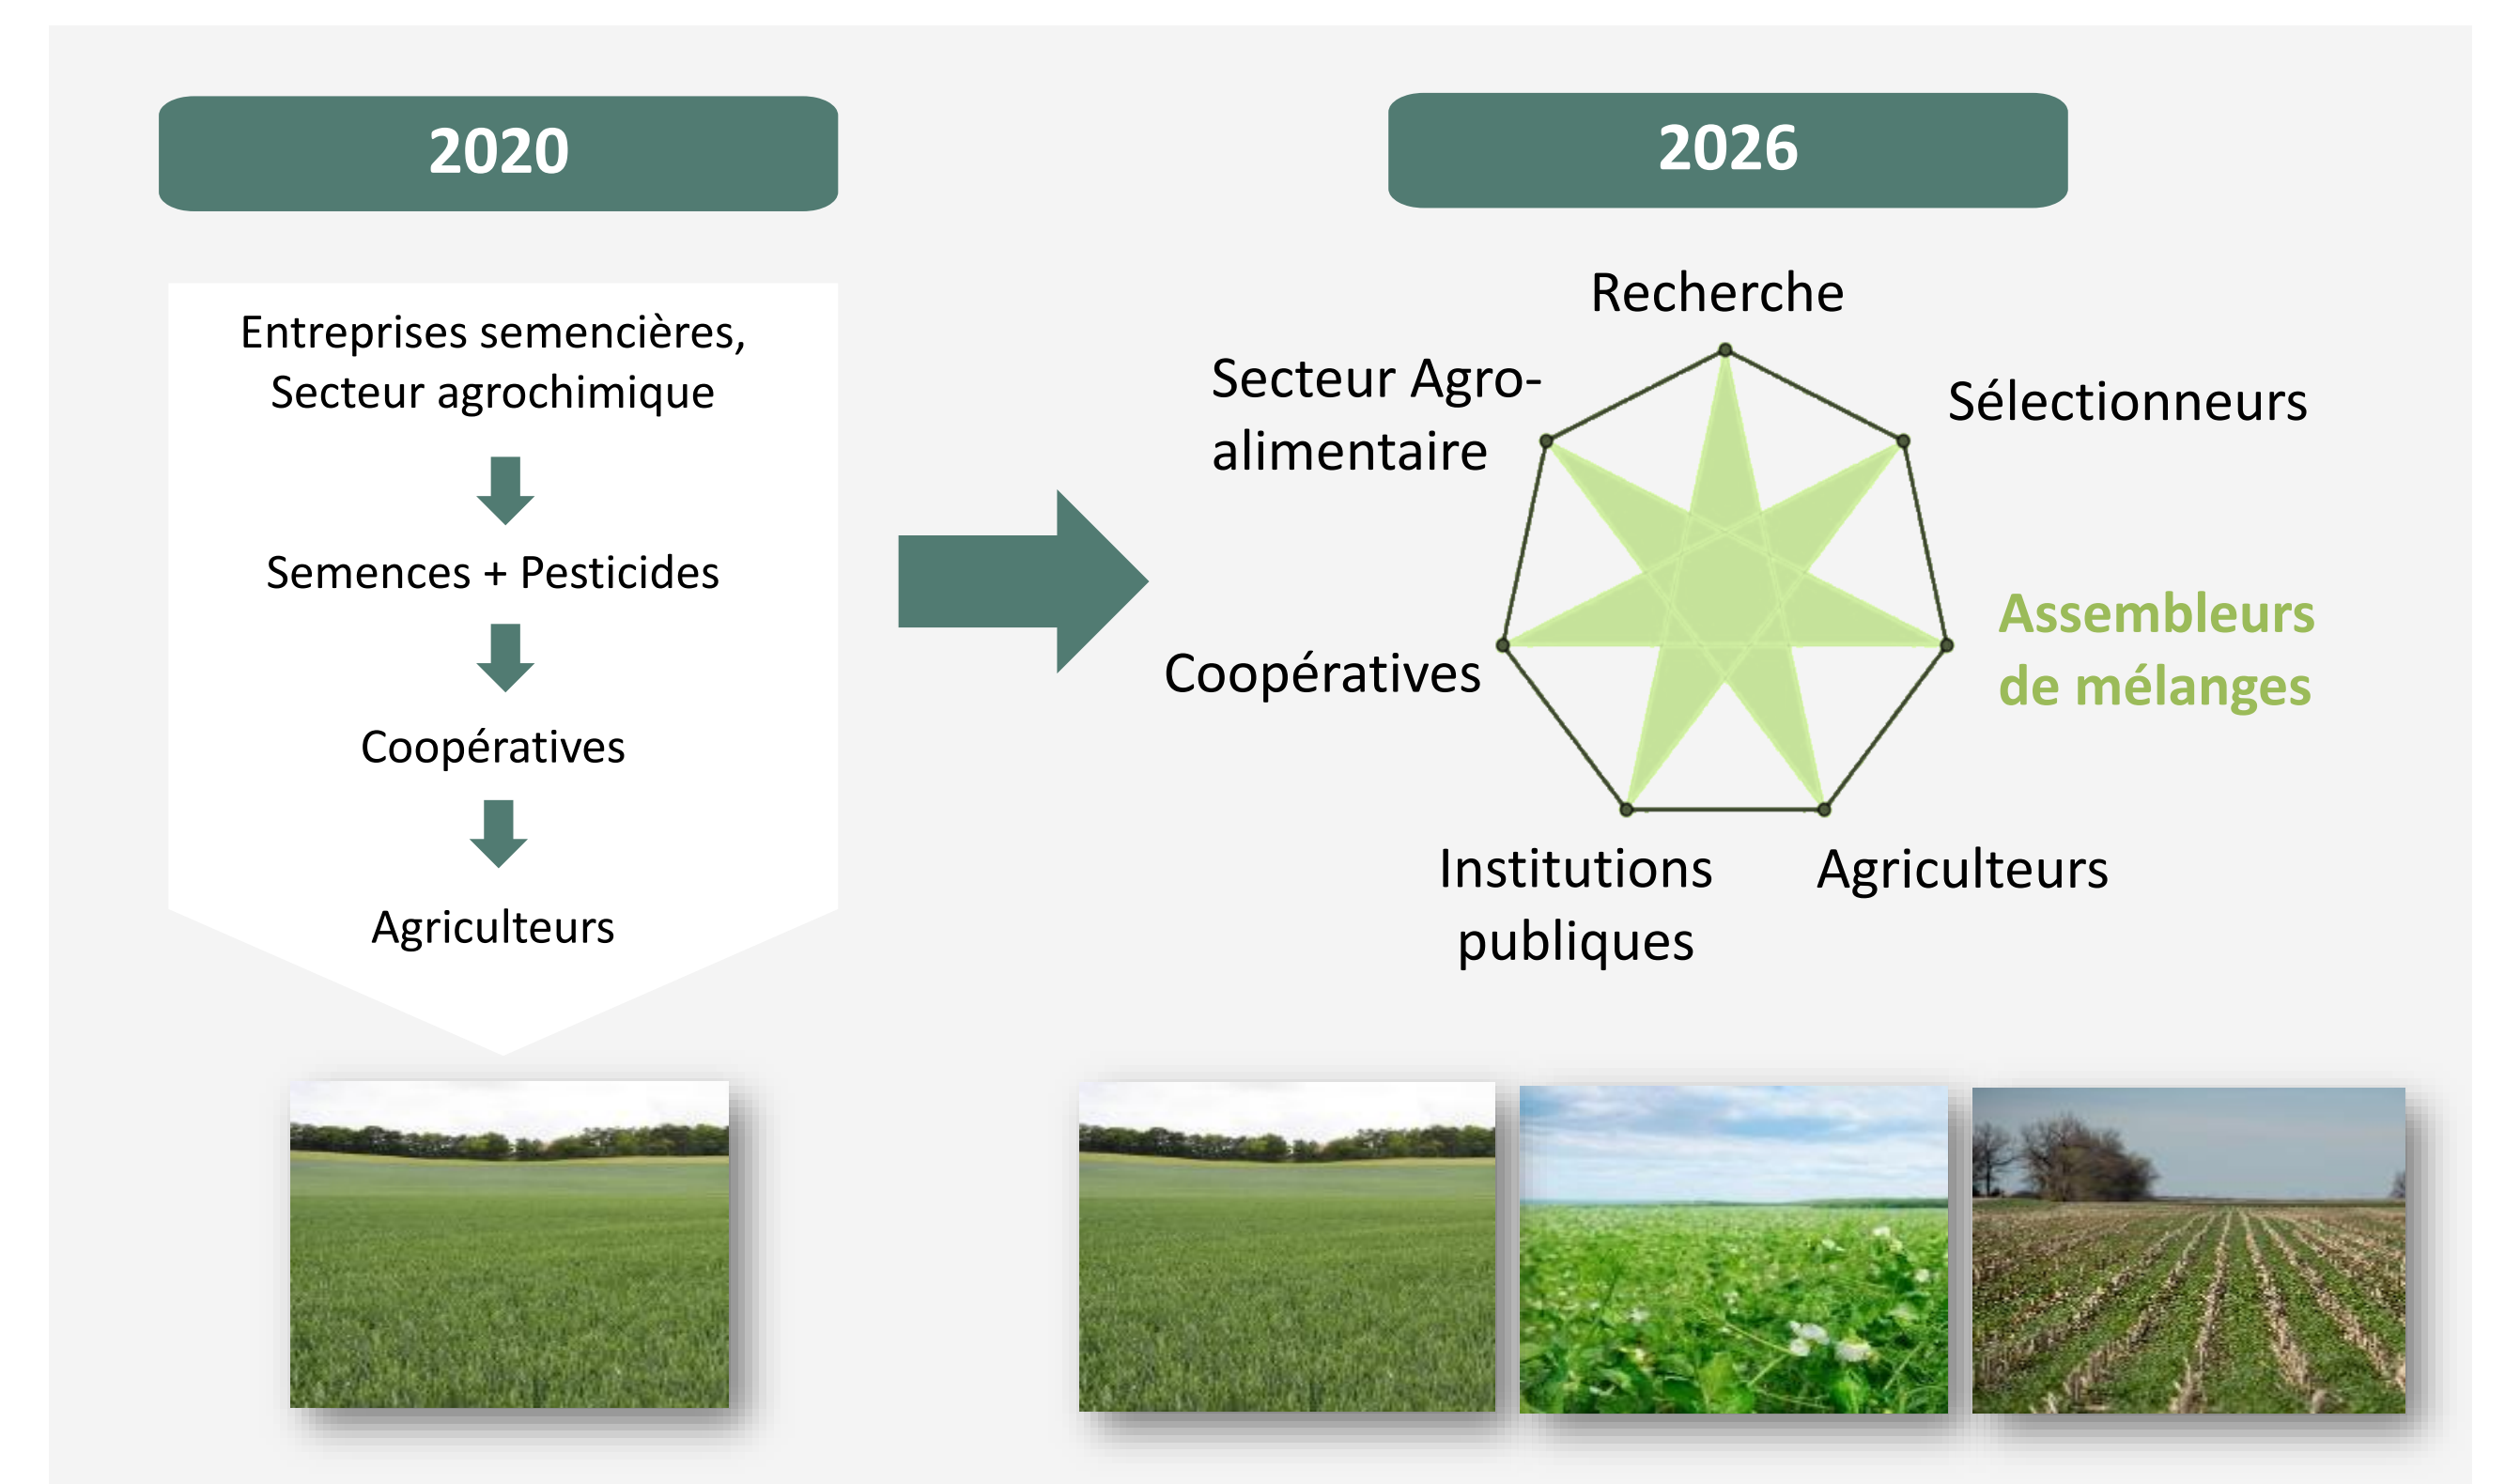 2020
Entreprises semencières,
Secteur agrochimique
Semences + Pesticides
Coopératives
Agriculteurs
2026
Recherche
Secteur Agro-
alimentaire
Sélectionneurs
Assembleurs
de mélanges
Coopératives
Institutions
publiques
Agriculteurs